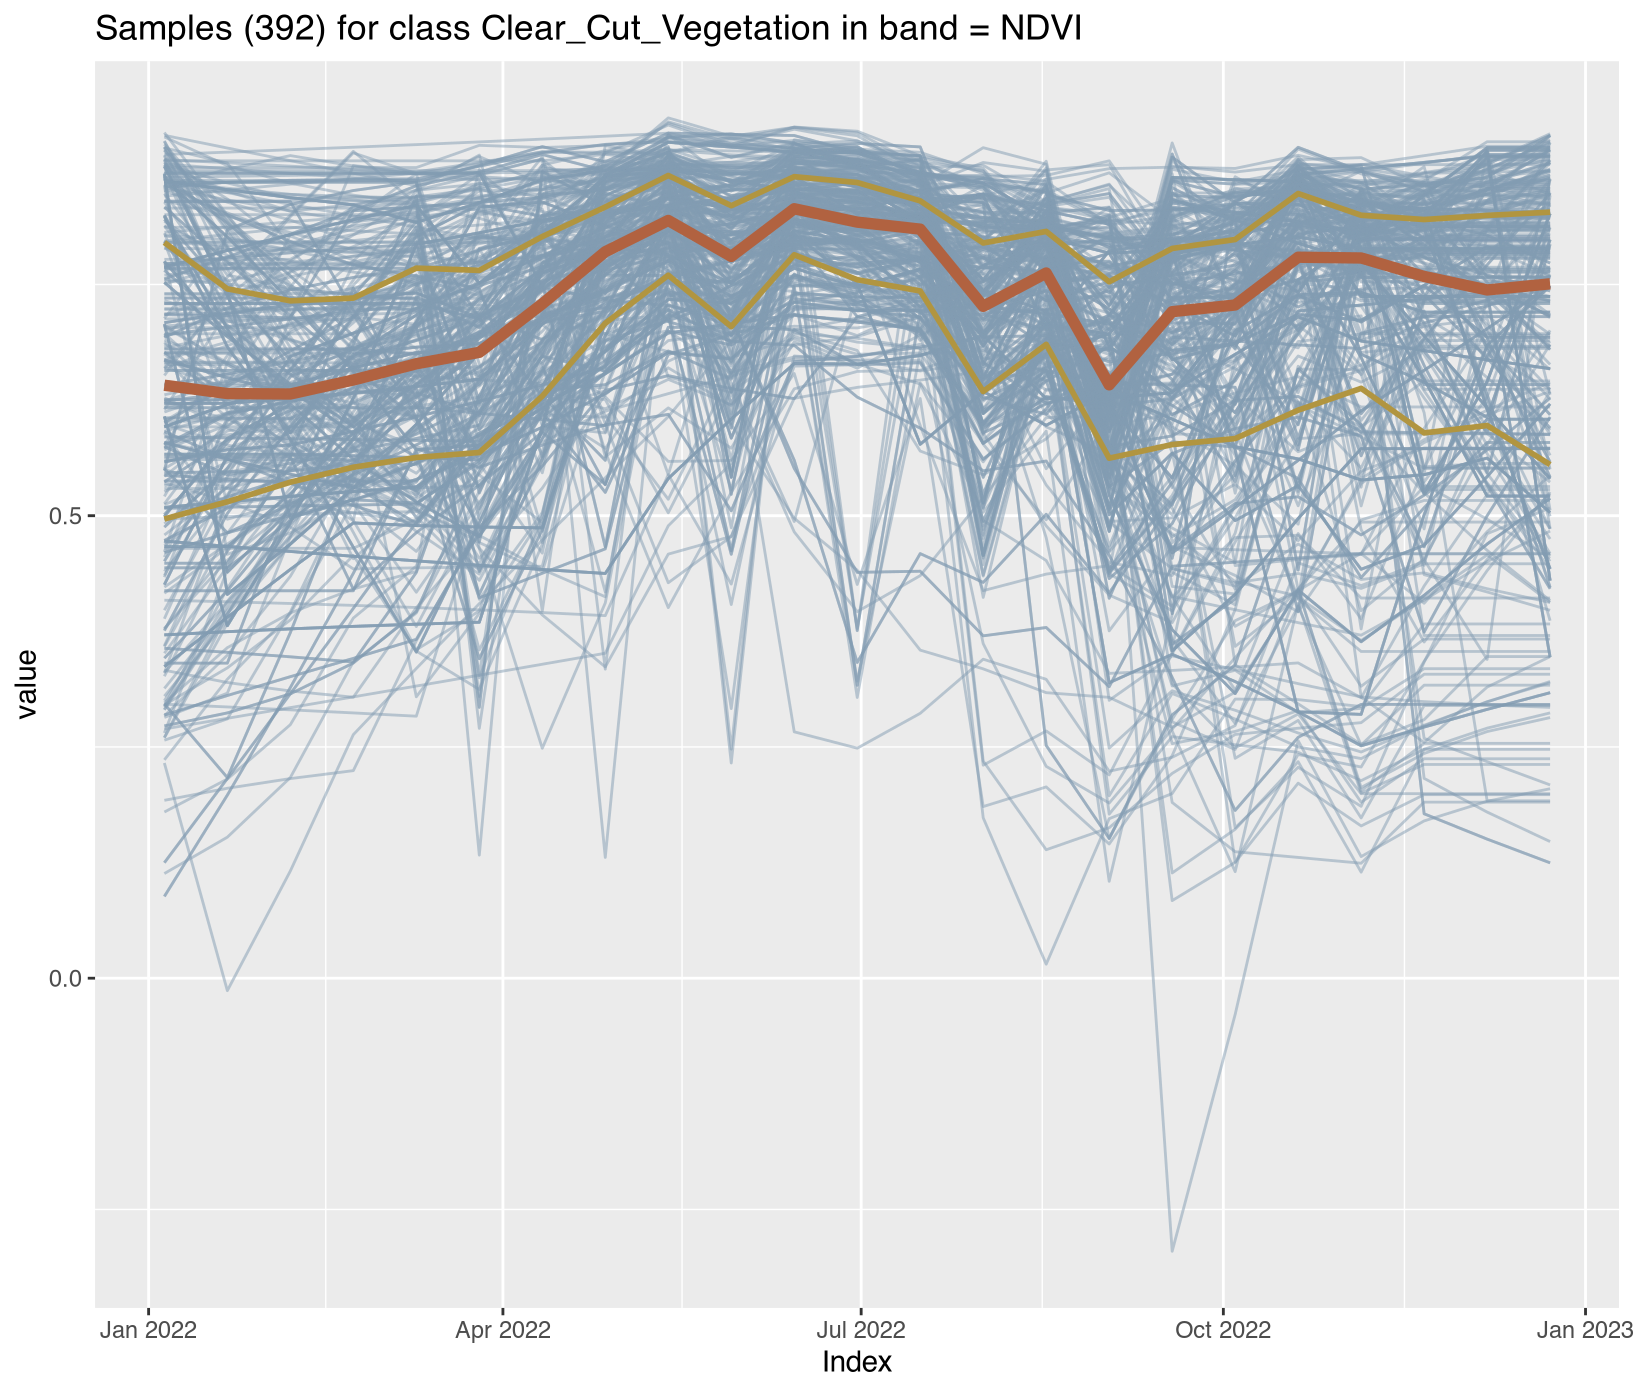 Samples (392) for class Clear_Cut_Vegetation in band = NDVI
value
0.5
0.0
Jan 2022
Apr 2022
Jul 2022
Oct 2022
Jan 2023
Index